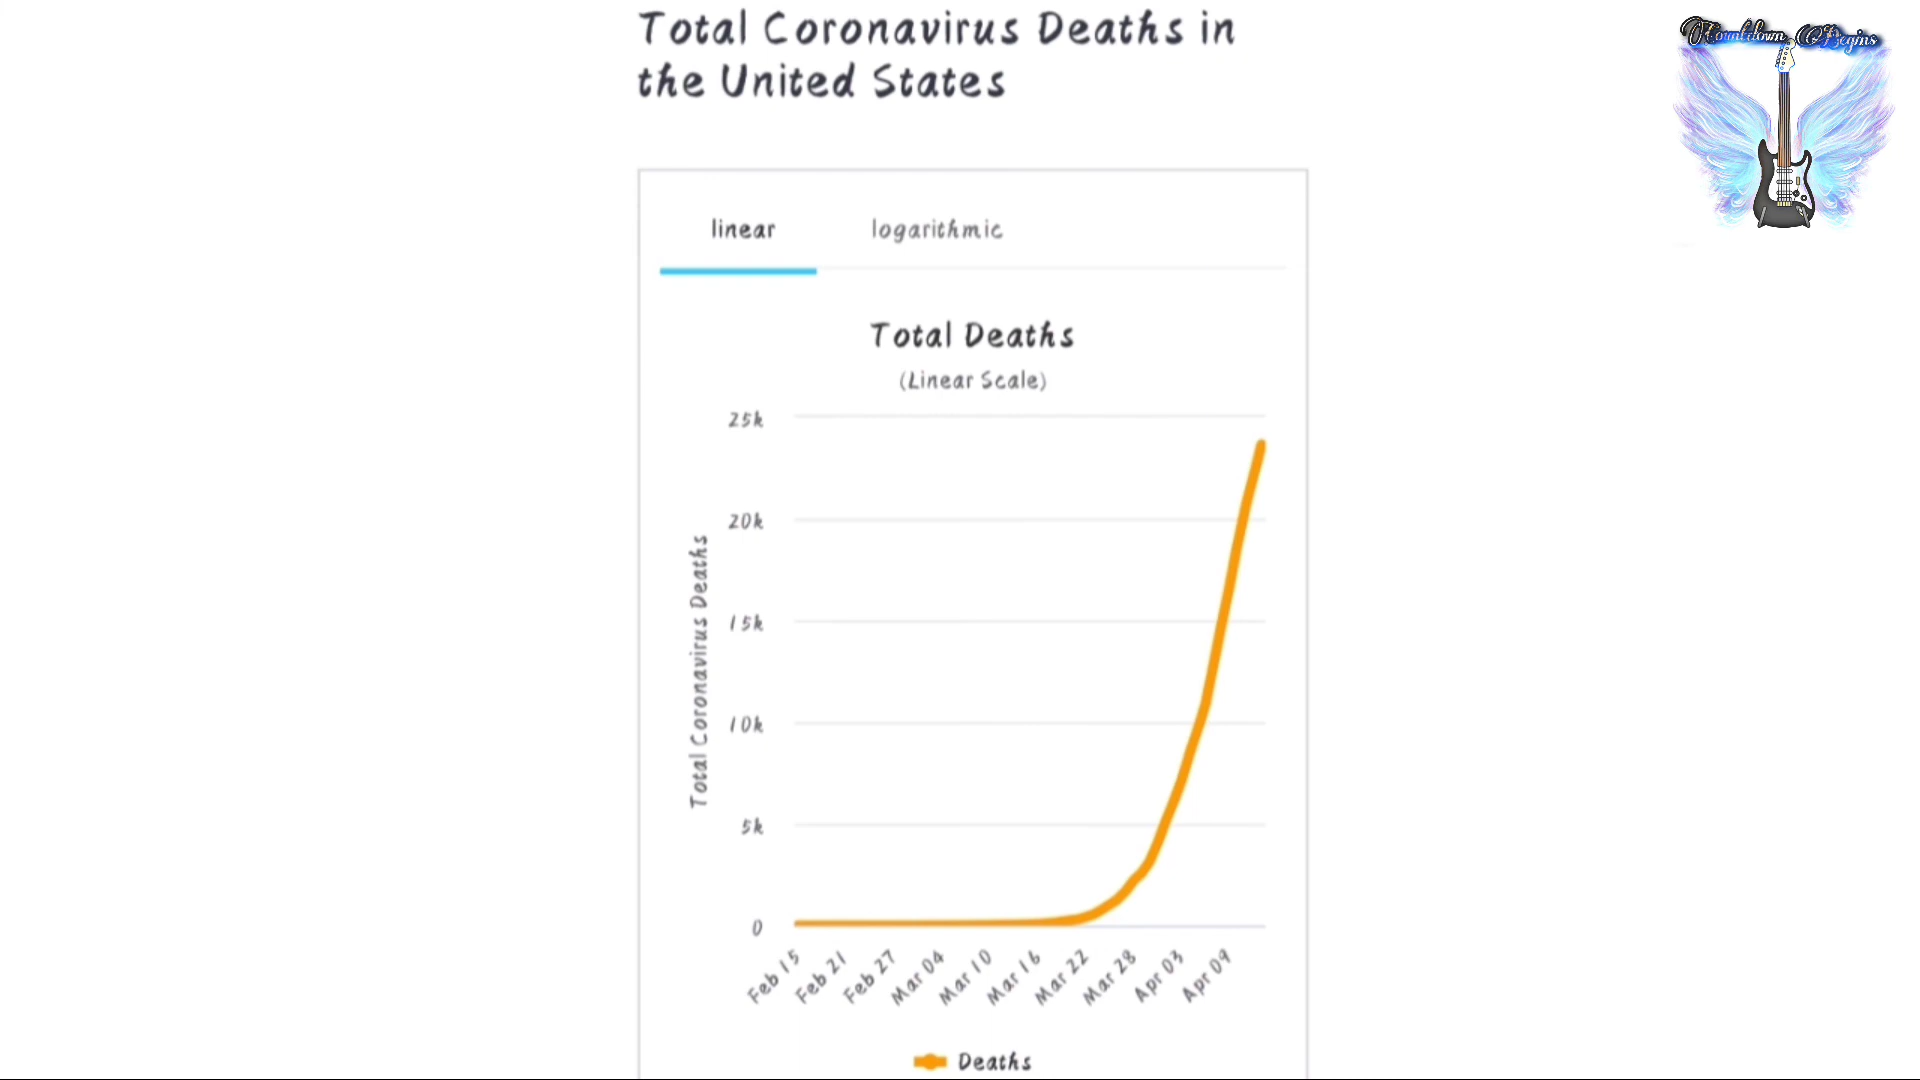 Total Coronavirus Deaths in
the United States
Countdown Begins
linear logarithmic
Total Deaths
(Linear Scale)
Total Coronavirus Deaths
25k
20k
15k
10k
5k
0
Feb 15 Feb 21 Feb 27 Mar 04 Mar 10 Mar 16 Mar 22 Mar 28 Apr 03 Apr 09
Deaths